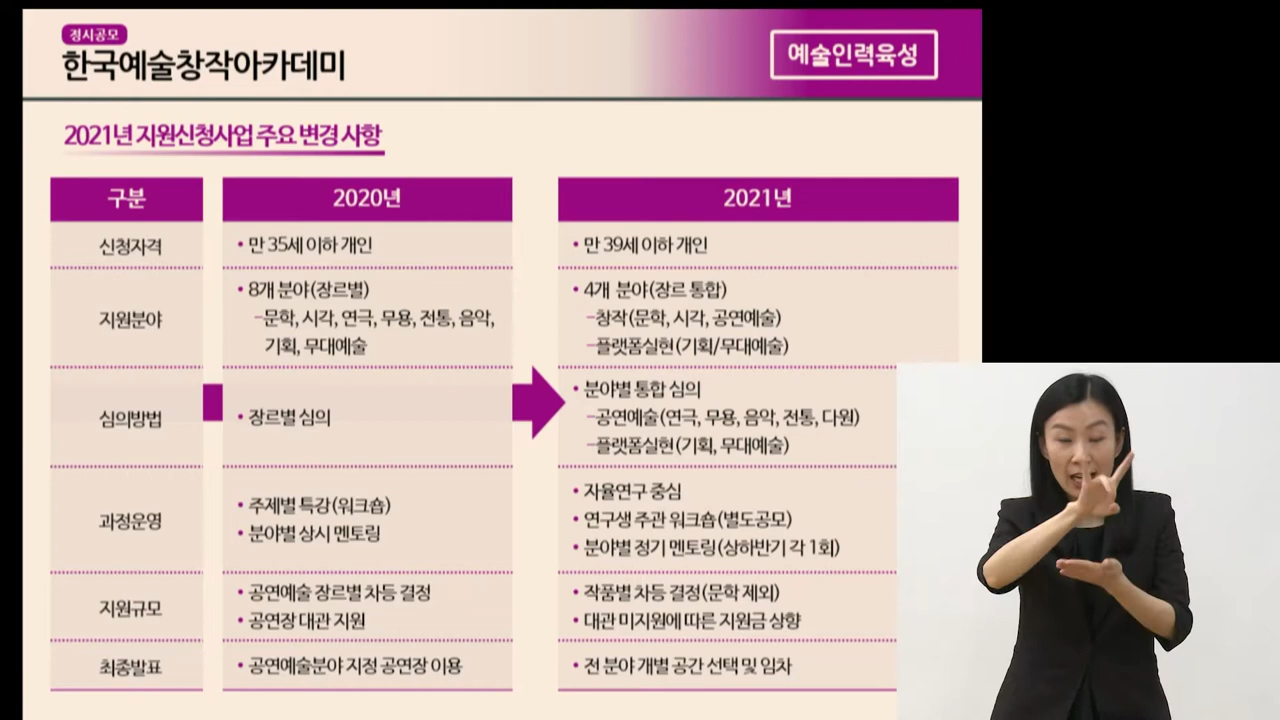 정시공모
한국예술창작아카데미
예술인력육성
2021년 지원신청사업 주요 변경 사항
구분
2020년
2021년
신청자격
• 만 35세 이하 개인
• 만 39세 이하 개인
지원분야
• 8개 분야(장르별)
–문학, 시각, 연극, 무용, 전통, 음악,
기획, 무대예술
• 4개 분야(장르 통합)
–창작(문학, 시각, 공연예술)
–플랫폼실현(기획/무대예술)
심의방법
• 장르별 심의
• 분야별 통합 심의
–공연예술(연극, 무용, 음악, 전통, 다원)
–플랫폼실현(기획, 무대예술)
과정운영
• 주제별 특강(워크숍)
• 분야별 상시 멘토링
• 자율연구 중심
• 연구생 주관 워크숍(별도공모)
• 분야별 정기 멘토링(상하반기 각 1회)
지원규모
• 공연예술 장르별 차등 결정
• 공연장 대관 지원
• 작품별 차등 결정(문학 제외)
• 대관 미지원에 따른 지원금 상향
최종발표
• 공연예술분야 지정 공연장 이용
• 전 분야 개별 공간 선택 및 임차